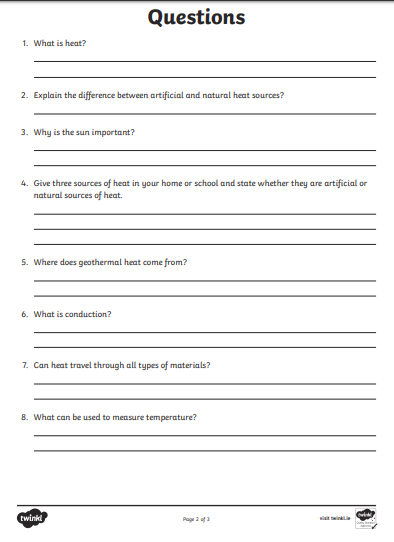 Questions
1. What is heat?
2. Explain the difference between artificial and natural heat sources?
3. Why is the sun important?
4. Give three sources of heat in your home or school and state whether they are artificial or
natural sources of heat.
5. Where does geothermal heat come from?
6. What is conduction?
7. Can heat travel through all types of materials?
8. What can be used to measure temperature?
twinkl
Page 2 of 3
visit twinkl.ie
twinkl